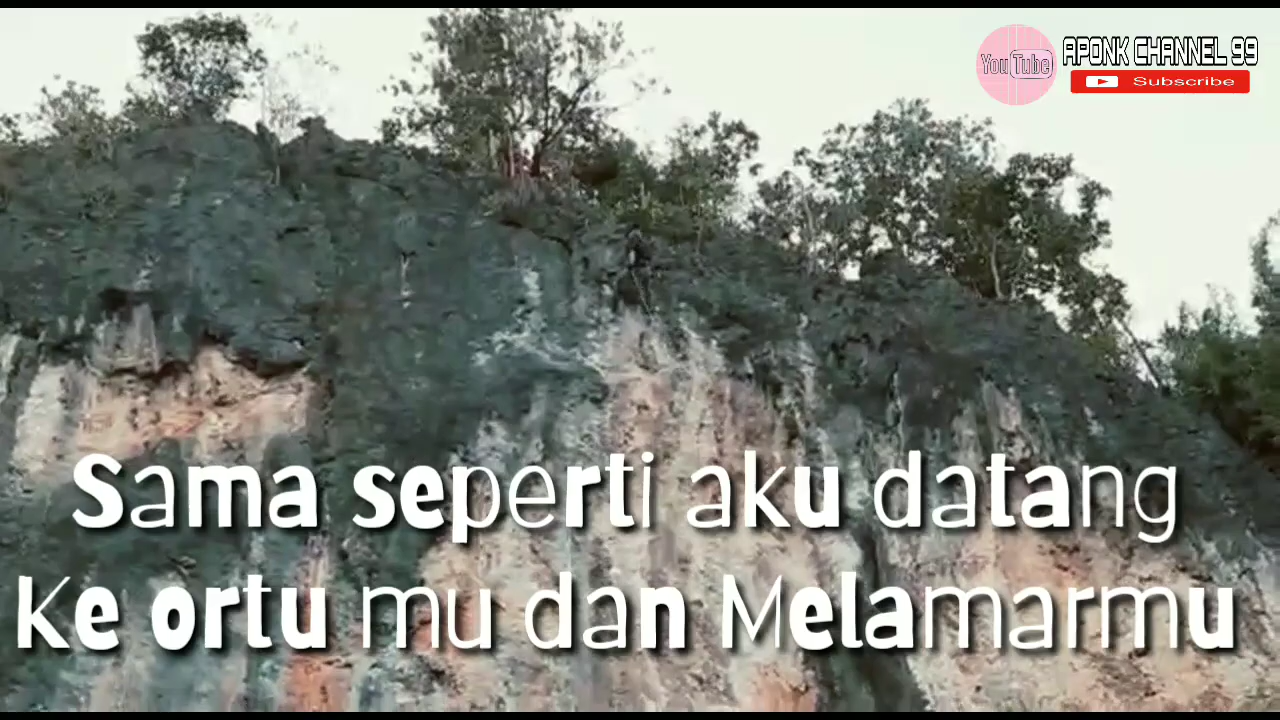 YouTube
APONK CHANNEL 99
Subscribe
Sama seperti aku datang
Ke ortu mu dan Melamarmu